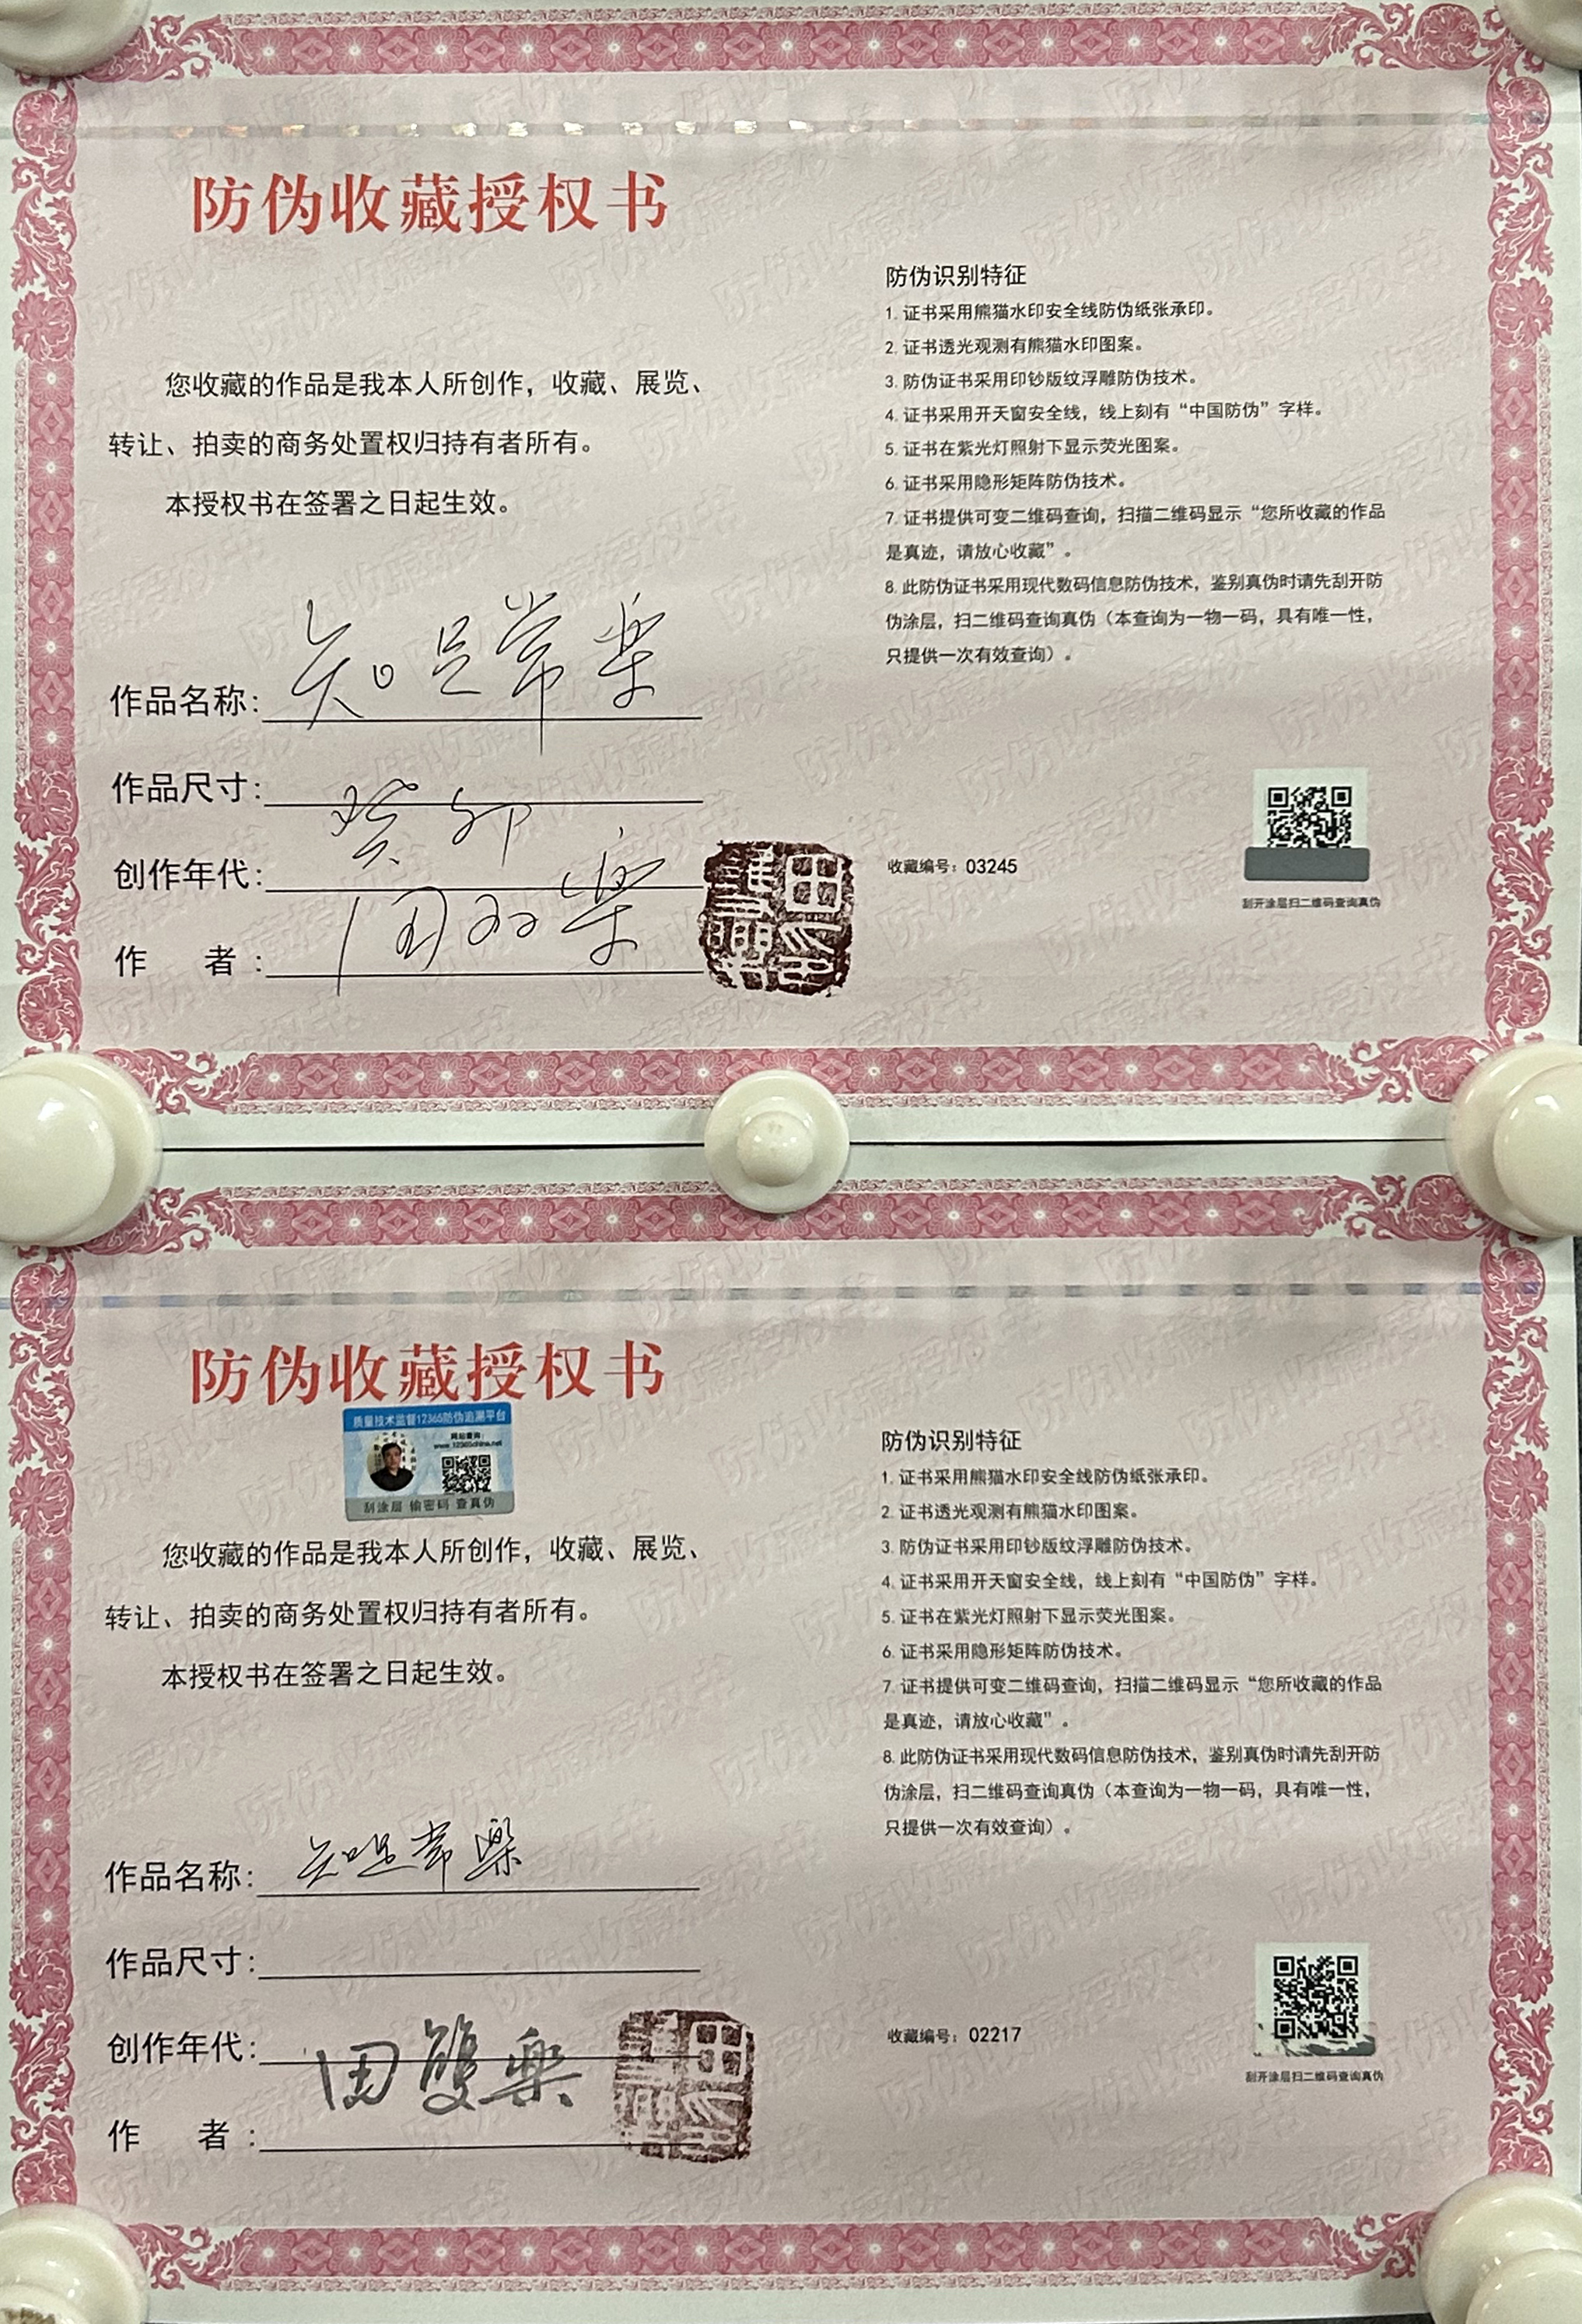 防伪收藏授权书
您收藏的作品是我本人所创作，收藏、展览、
转让、拍卖的商务处置权归持有者所有。
本授权书在签署之日起生效。
作品名称：知足常樂
作品尺寸：
创作年代：癸卯
作 者：田双樂
防伪识别特征
1. 证书采用熊猫水印安全线防伪纸张承印。
2. 证书透光观测有熊猫水印图案。
3. 防伪证书采用印钞版纹浮雕防伪技术。
4. 证书采用开天窗安全线，线上刻有“中国防伪”字样。
5. 证书在紫光灯照射下显示荧光图案。
6. 证书采用隐形矩阵防伪技术。
7. 证书提供可变二维码查询，扫描二维码显示“您所收藏的作品
是真迹，请放心收藏”。
8. 此防伪证书采用现代数码信息防伪技术，鉴别真伪时请先刮开防
伪涂层，扫二维码查询真伪（本查询为一物一码，具有唯一性，
只提供一次有效查询）。
收藏编号：03245
刮开涂层扫二维码查询真伪
防伪收藏授权书
质量技术监督12365防伪追溯平台
网站查询：
www.12365china.net
刮涂层 输密码 查真伪
您收藏的作品是我本人所创作，收藏、展览、
转让、拍卖的商务处置权归持有者所有。
本授权书在签署之日起生效。
作品名称：知足常樂
作品尺寸：
创作年代：
作 者：田雙樂
防伪识别特征
1. 证书采用熊猫水印安全线防伪纸张承印。
2. 证书透光观测有熊猫水印图案。
3. 防伪证书采用印钞版纹浮雕防伪技术。
4. 证书采用开天窗安全线，线上刻有“中国防伪”字样。
5. 证书在紫光灯照射下显示荧光图案。
6. 证书采用隐形矩阵防伪技术。
7. 证书提供可变二维码查询，扫描二维码显示“您所收藏的作品
是真迹，请放心收藏”。
8. 此防伪证书采用现代数码信息防伪技术，鉴别真伪时请先刮开防
伪涂层，扫二维码查询真伪（本查询为一物一码，具有唯一性，
只提供一次有效查询）。
收藏编号：02217
刮开涂层扫二维码查询真伪